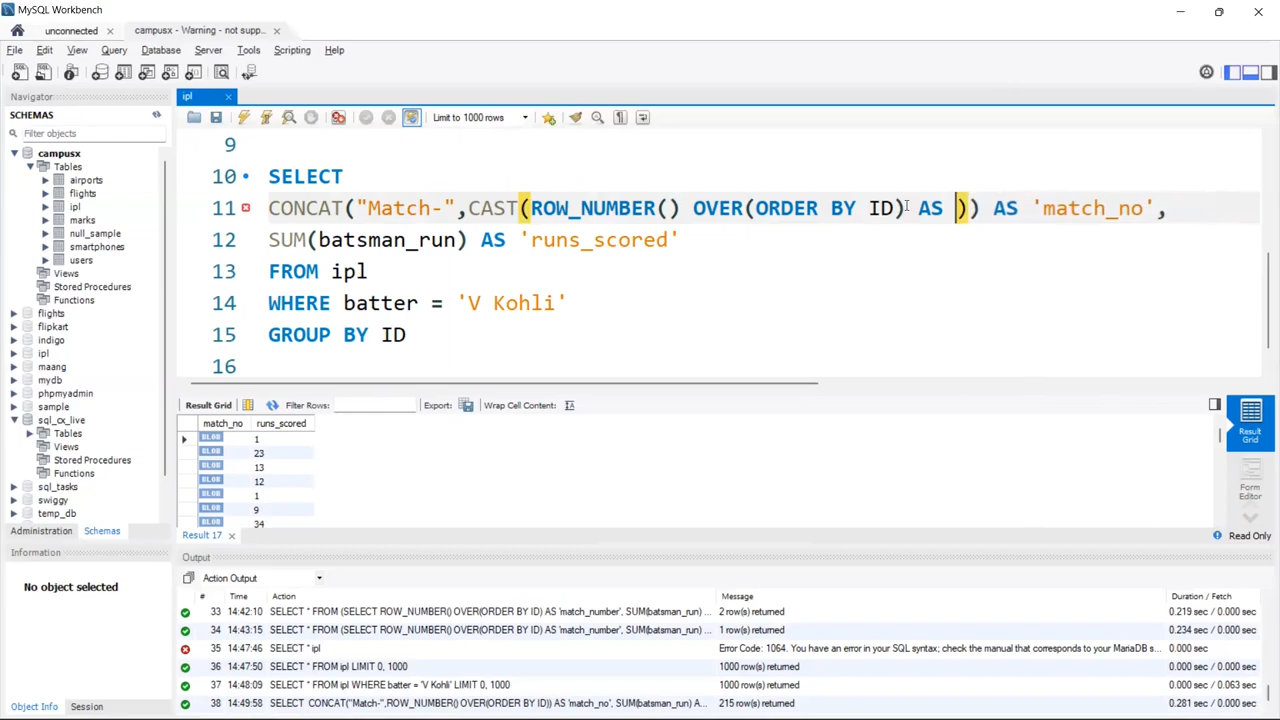 MySQL Workbench
unconnected
campusx - Warning - not supp...
File Edit View Query Database Server Tools Scripting Help
Navigator
SCHEMAS
Filter objects
campusx
Tables
airports
flights
ipl
marks
null_sample
smartphones
users
Views
Stored Procedures
Functions
flights
flipkart
indigo
ipl
maang
mydb
phpmyadmin
sample
sql_cx_live
Tables
Views
Stored Procedures
Functions
sql_tasks
swiggy
temp_db
Administration Schemas
Information
No object selected
Object Info Session
ipl
Limit to 1000 rows
9
10 SELECT
11 CONCAT("Match-",CAST(ROW_NUMBER() OVER(ORDER BY ID) AS )) AS 'match_no',
12 SUM(batsman_run) AS 'runs_scored'
13 FROM ipl
14 WHERE batter = 'V Kohli'
15 GROUP BY ID
16
Result Grid Filter Rows: Export: Wrap Cell Content:
match_no runs_scored
BLOB 1
BLOB 23
BLOB 13
BLOB 12
BLOB 1
BLOB 9
BLOB 34
Result Grid
Form Editor
Result 17
Read Only
Output
Action Output
# Time Action Message Duration / Fetch
33 14:42:10 SELECT * FROM (SELECT ROW_NUMBER() OVER(ORDER BY ID) AS 'match_number', SUM(batsman_run) ... 2 row(s) returned 0.219 sec / 0.000 sec
34 14:43:15 SELECT * FROM (SELECT ROW_NUMBER() OVER(ORDER BY ID) AS 'match_number', SUM(batsman_run) ... 1 row(s) returned 0.234 sec / 0.000 sec
35 14:47:46 SELECT * ipl Error Code: 1064. You have an error in your SQL syntax; check the manual that corresponds to your MariaDB s... 0.000 sec
36 14:47:50 SELECT * FROM ipl LIMIT 0, 1000 1000 row(s) returned 0.000 sec / 0.000 sec
37 14:48:09 SELECT * FROM ipl WHERE batter = 'V Kohli' LIMIT 0, 1000 1000 row(s) returned 0.000 sec / 0.063 sec
38 14:49:58 SELECT CONCAT("Match-",ROW_NUMBER() OVER(ORDER BY ID)) AS 'match_no', SUM(batsman_run) A... 215 row(s) returned 0.281 sec / 0.000 sec